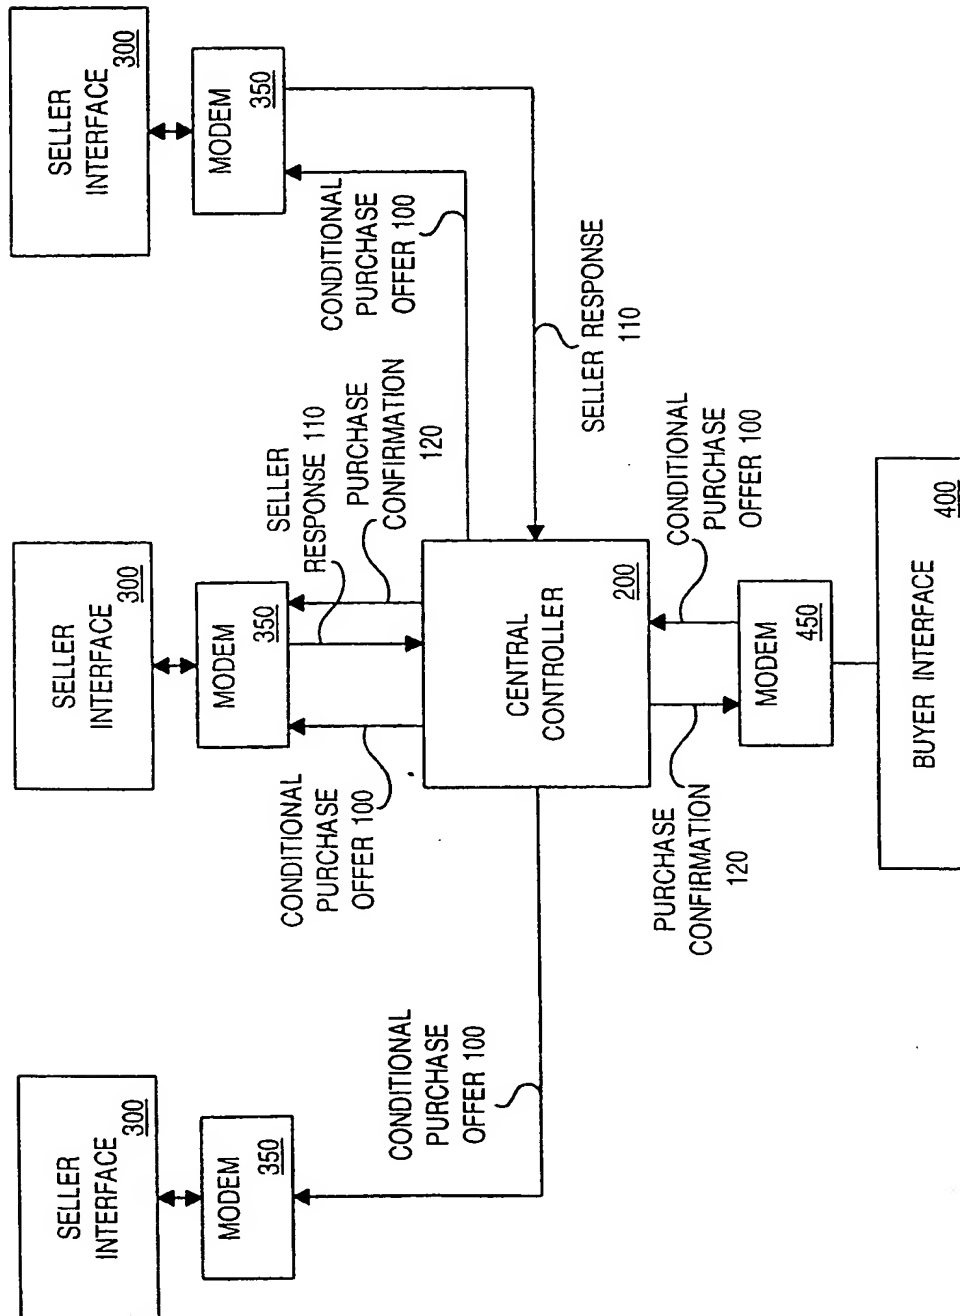 SELLER
INTERFACE
300
MODEM
350
CONDITIONAL
PURCHASE
OFFER 100
SELLER
INTERFACE
300
MODEM
350
CONDITIONAL
PURCHASE
OFFER 100
SELLER
RESPONSE 110
PURCHASE
CONFIRMATION
120
SELLER
INTERFACE
300
MODEM
350
CONDITIONAL
PURCHASE
OFFER 100
SELLER RESPONSE
110
CENTRAL
CONTROLLER
200
PURCHASE
CONFIRMATION
120
CONDITIONAL
PURCHASE
OFFER 100
MODEM
450
BUYER INTERFACE
400